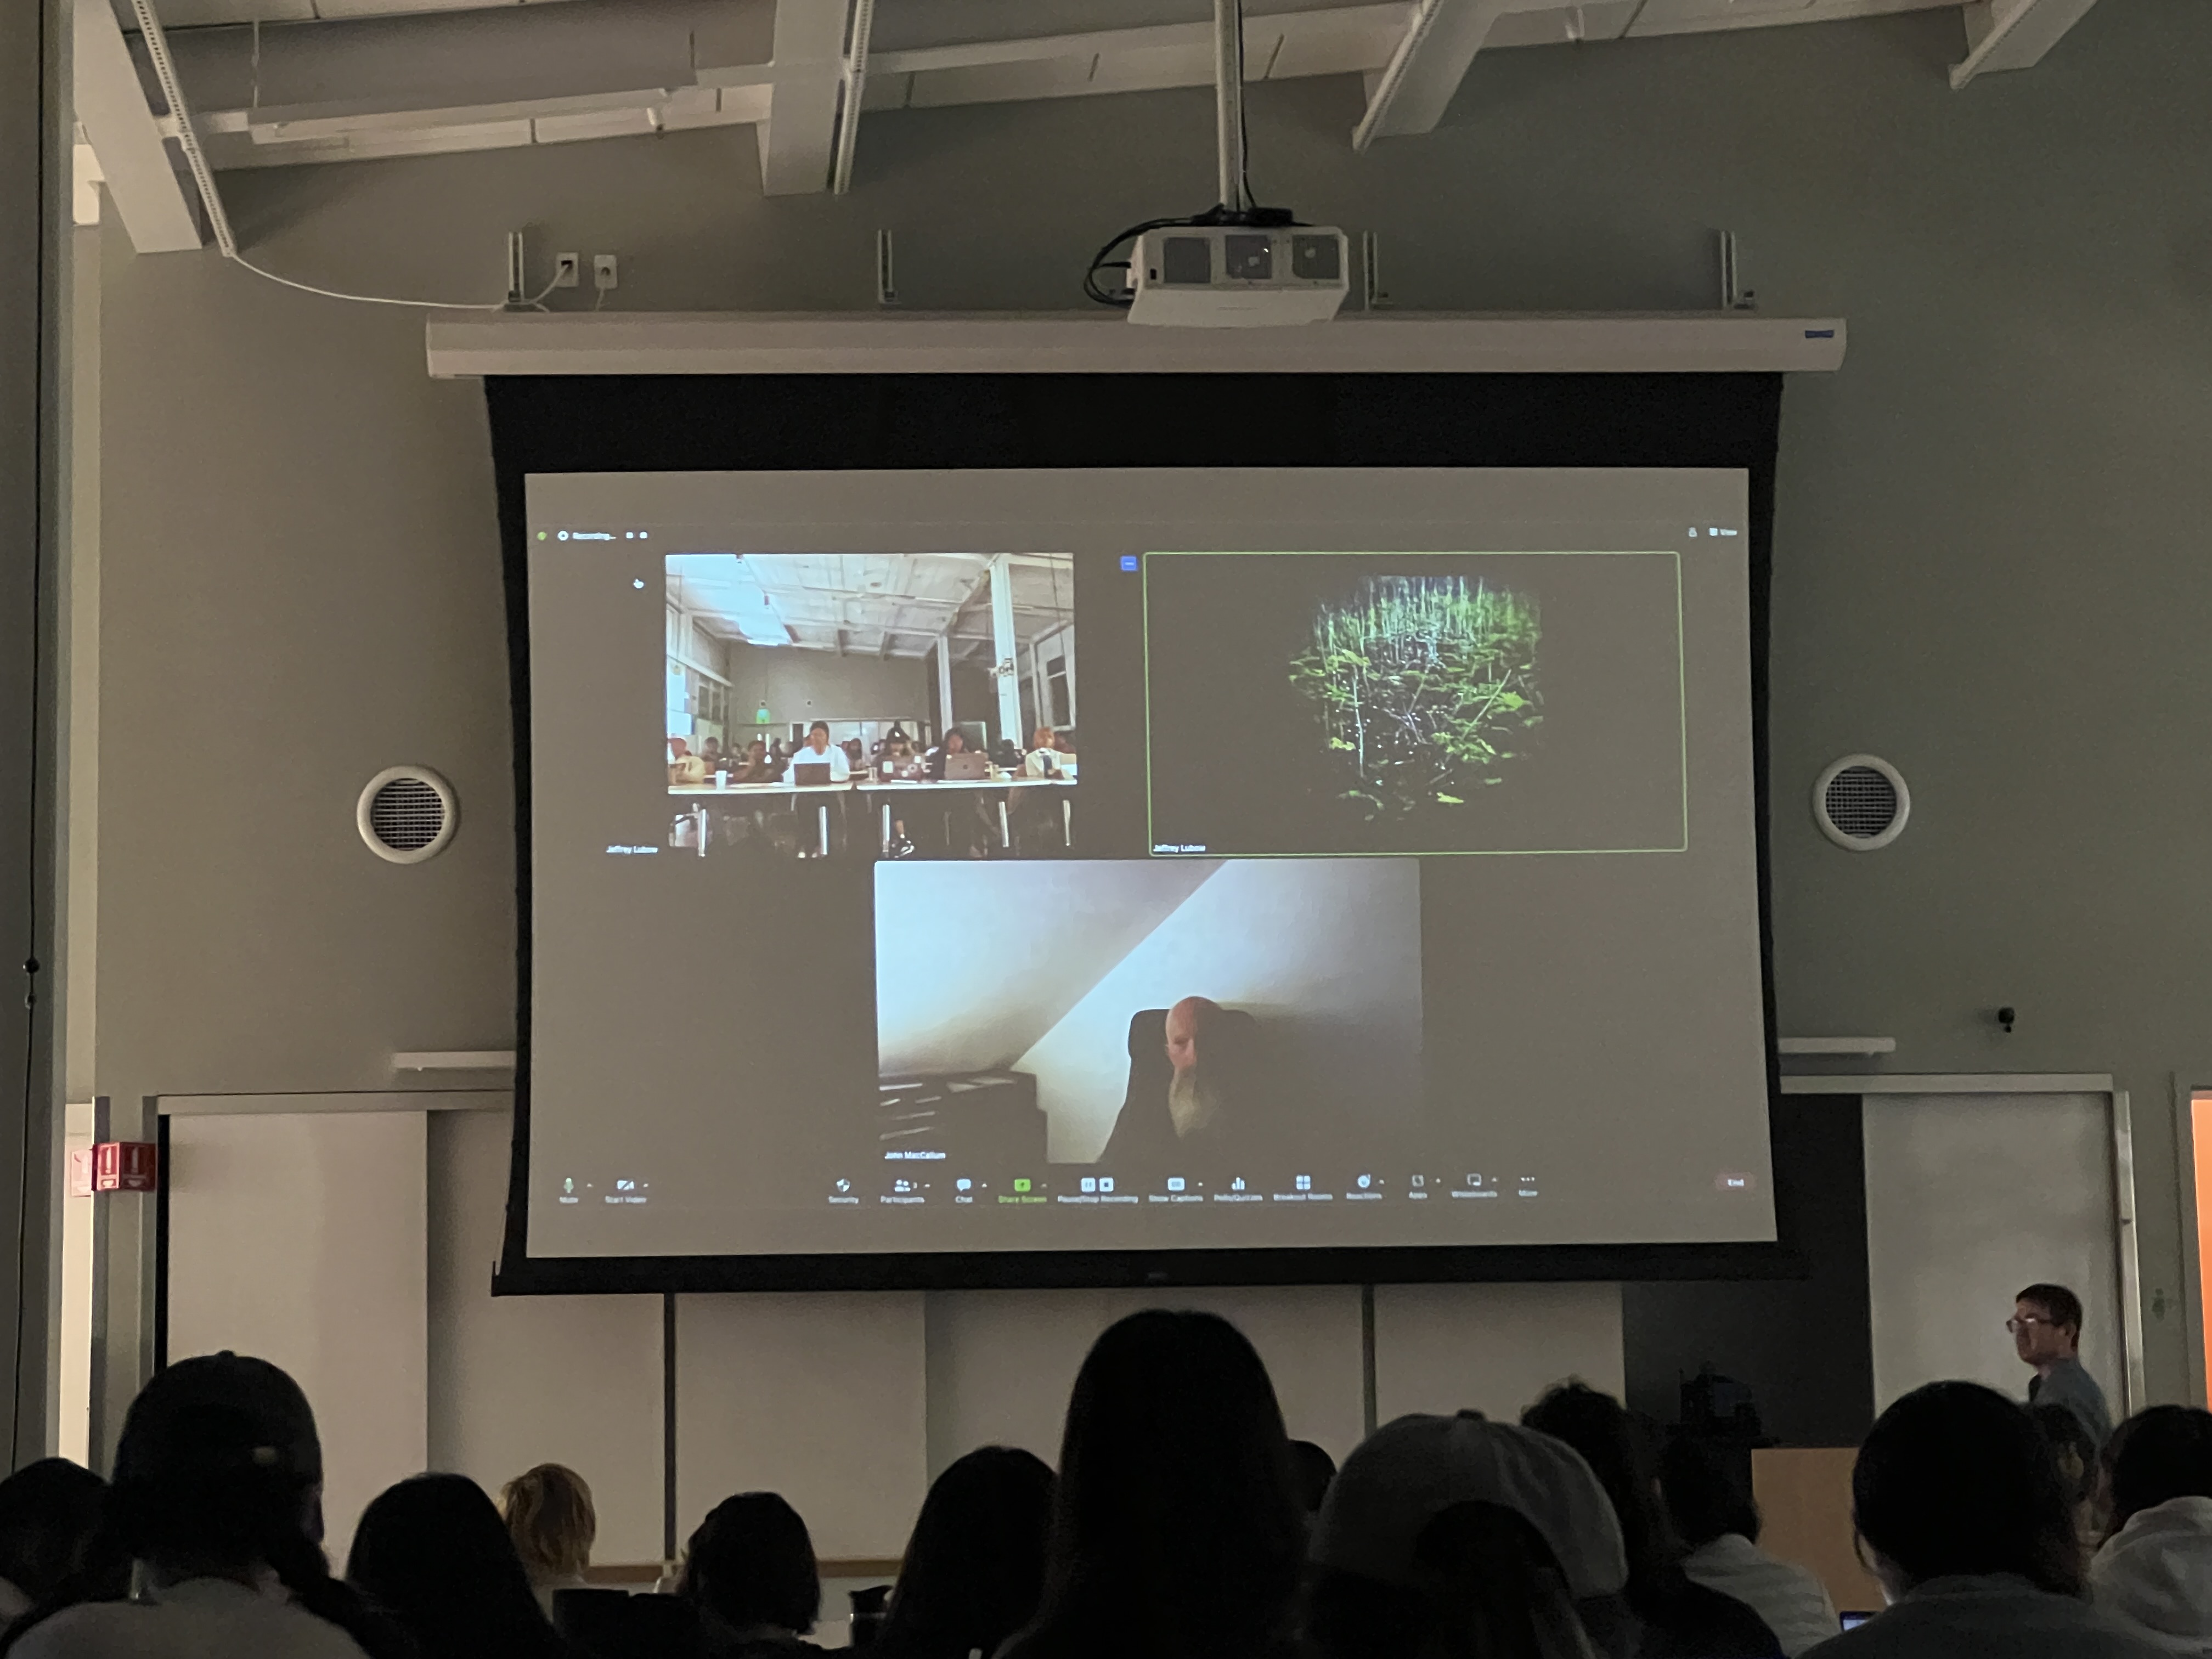 Recording...
View
Jeffrey Lubow
Jeffrey Lubow
John MacCallum
Mute
Start Video
Security
Participants
3
Chat
Share Screen
Pause/Stop Recording
Show Captions
Polls/Quizzes
Breakout Rooms
Reactions
Apps
Whiteboards
More
End